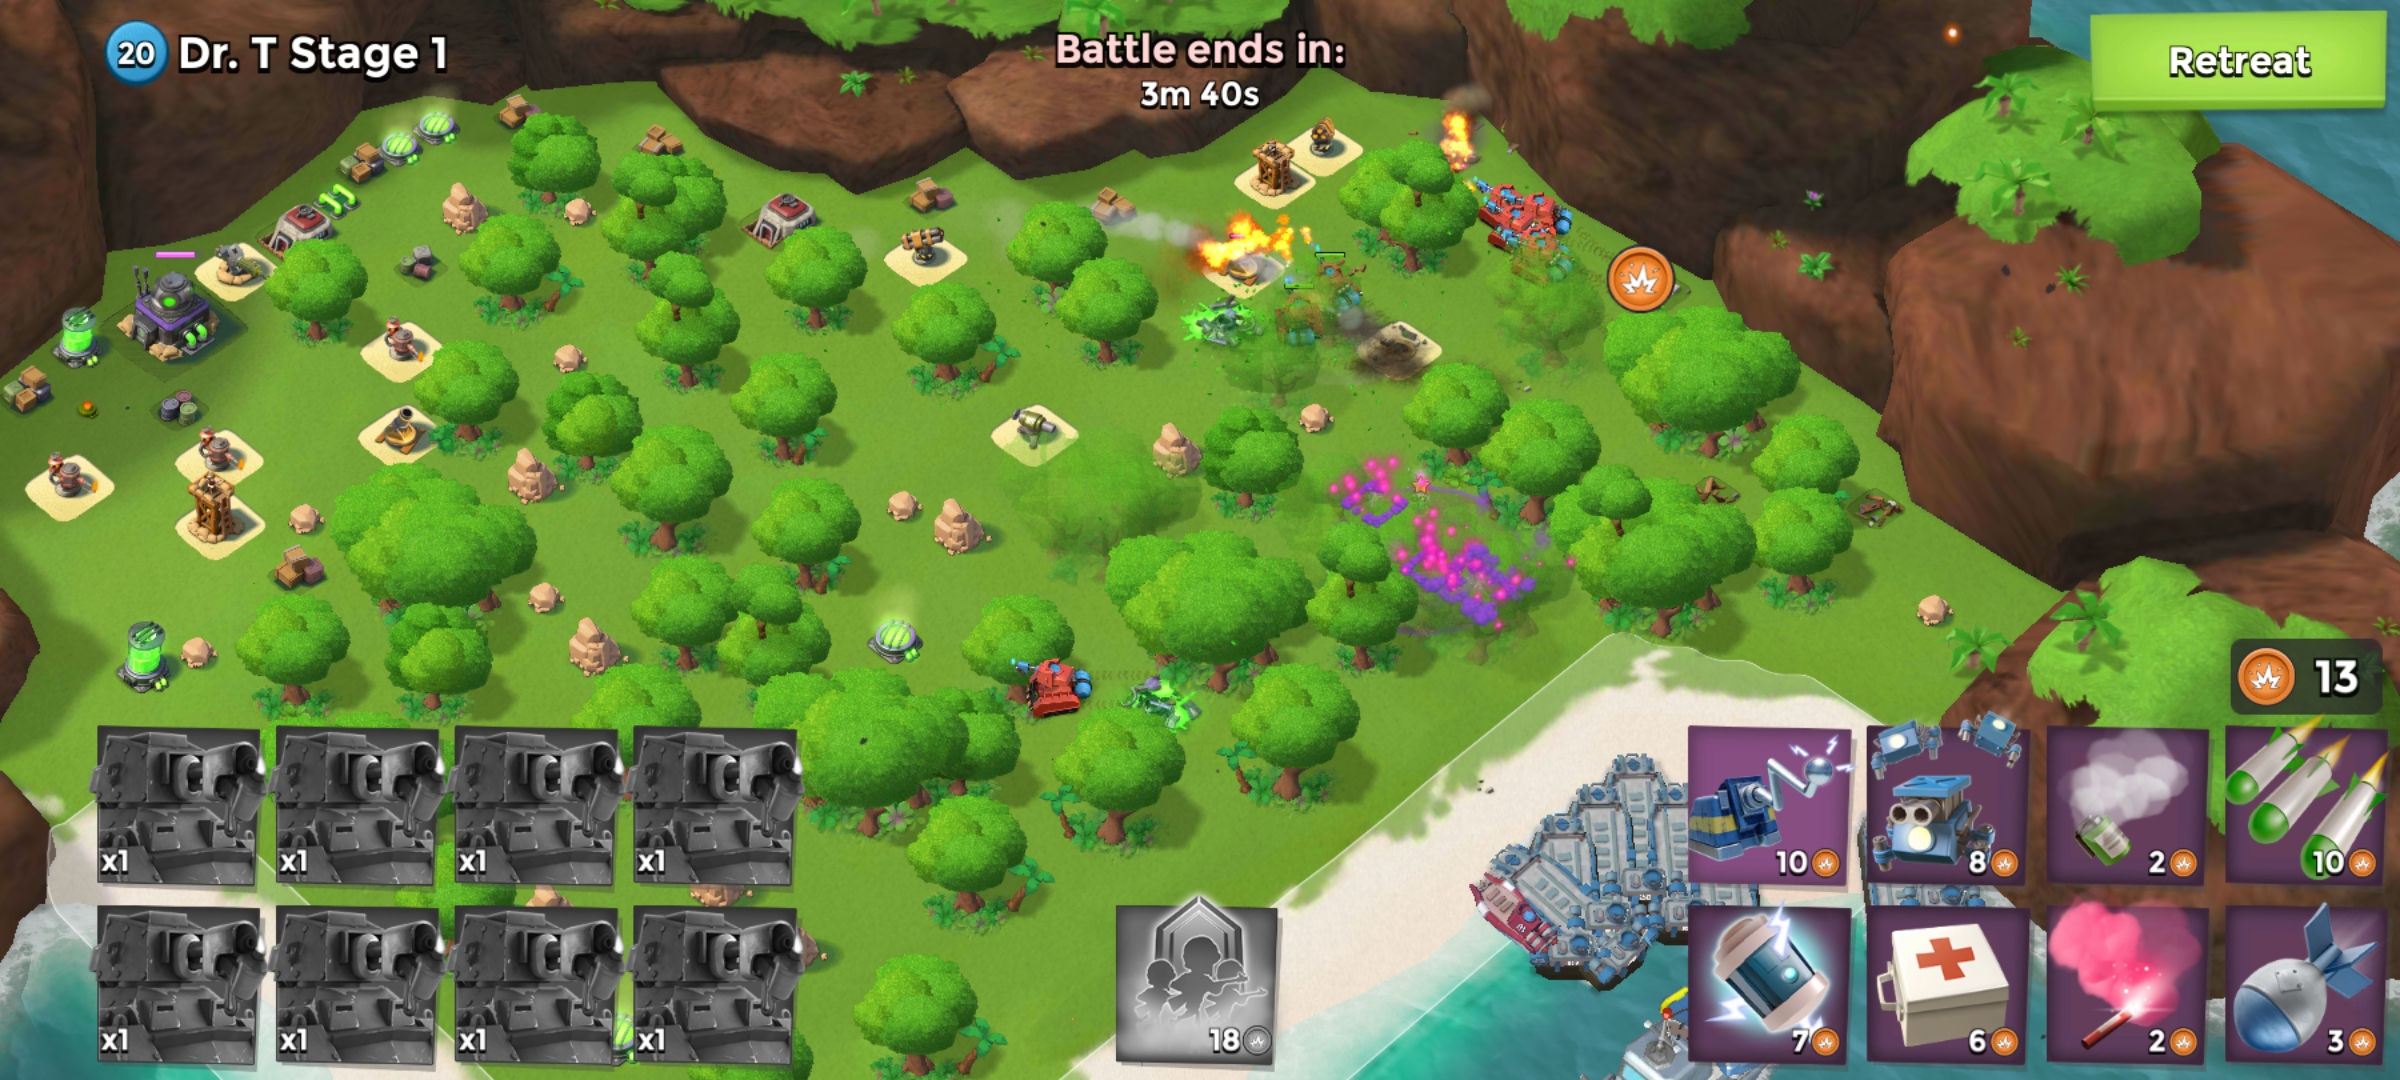 20 Dr. T Stage 1
Battle ends in:
3m 40s
Retreat
13
x1 x1 x1 x1
10 8 2 10
x1 x1 x1 x1
18
7 6 2 3